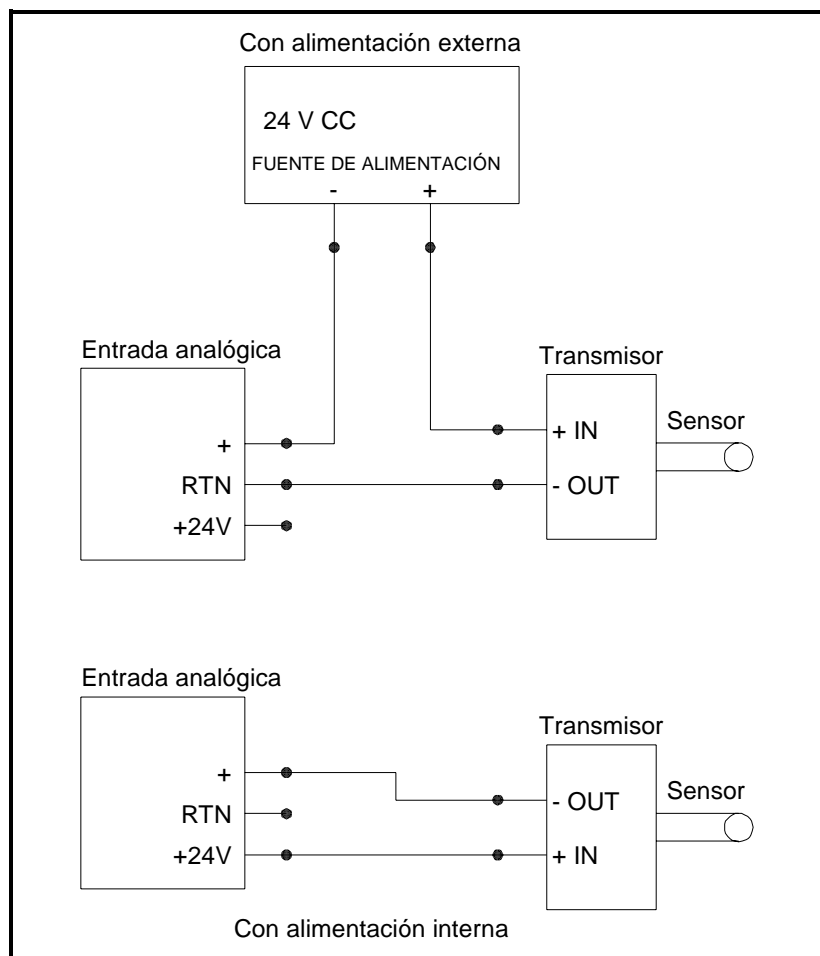 Con alimentación externa
24 V CC
FUENTE DE ALIMENTACIÓN
- +
Entrada analógica
+
RTN
+24V
Transmisor
+ IN
- OUT
Sensor
Entrada analógica
+
RTN
+24V
Transmisor
- OUT
+ IN
Sensor
Con alimentación interna